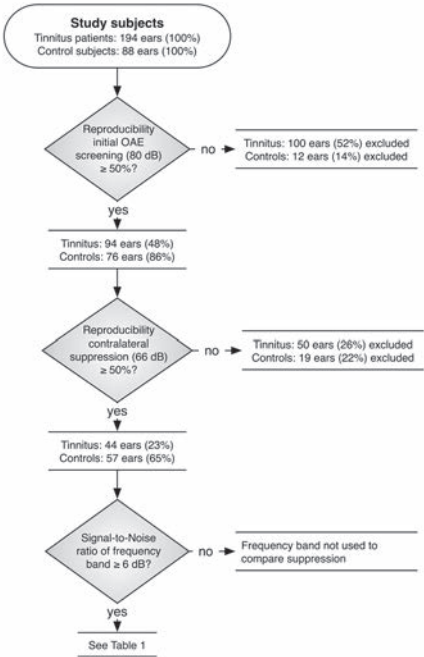 Study subjects
Tinnitus patients: 194 ears (100%)
Control subjects: 88 ears (100%)
Reproducibility
initial OAE
screening (80 dB)
≥ 50%?
no
Tinnitus: 100 ears (52%) excluded
Controls: 12 ears (14%) excluded
yes
Tinnitus: 94 ears (48%)
Controls: 76 ears (86%)
Reproducibility
contralateral
suppression (66 dB)
≥ 50%?
no
Tinnitus: 50 ears (26%) excluded
Controls: 19 ears (22%) excluded
yes
Tinnitus: 44 ears (23%)
Controls: 57 ears (65%)
Signal-to-Noise
ratio of frequency
band ≥ 6 dB?
no
Frequency band not used to
compare suppression
yes
See Table 1